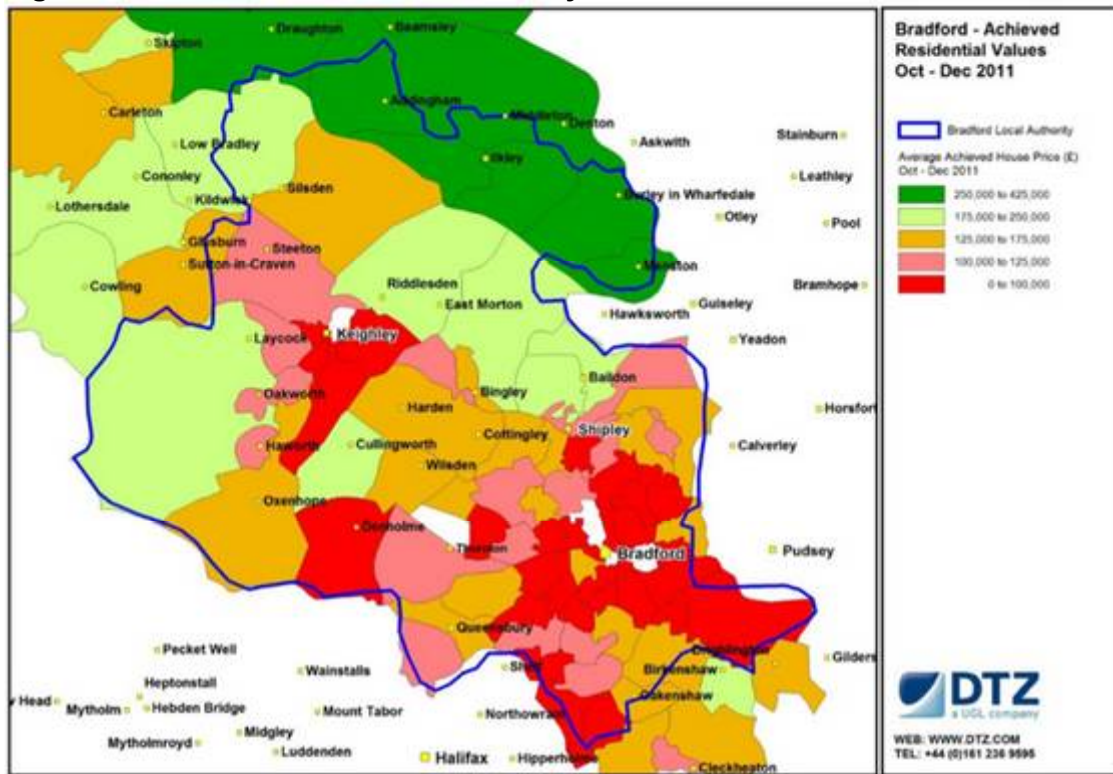 Skipton
Draughton
Beamsley
Carleton
Addingham
Middleton
Denton
Askwith
Stainburn
Low Bradley
Ilkley
Cononley
Leathley
Silsden
Burley in Wharfedale
Lothersdale
Kildwick
Otley
Pool
Glusburn
Steeton
Sutton-in-Craven
Menston
Cowling
Riddlesden
Bramhope
East Morton
Guiseley
Hawksworth
Keighley
Laycock
Yeadon
Baildon
Oakworth
Bingley
Harden
Horsfort
Shipley
Cottingley
Haworth
Cullingworth
Calverley
Wilsden
Oxenhope
Denholme
Thornton
Bradford
Pudsey
Queensbury
Pecket Well
Wainstalls
Shelf
Birkenshaw
Gilders
Heptonstall
Oakenshaw
y Head
Mytholm
Hebden Bridge
Mount Tabor
Northowram
Midgley
Mytholmroyd
Luddenden
Halifax
Hipperholme
Cleckheaton
Bradford - Achieved
Residential Values
Oct - Dec 2011
Bradford Local Authority
Average Achieved House Price (£)
Oct - Dec 2011
250,000 to 425,000
175,000 to 250,000
125,000 to 175,000
100,000 to 125,000
0 to 100,000
DTZ
a UGL company
WEB: WWW.DTZ.COM
TEL: +44 (0)161 236 9595